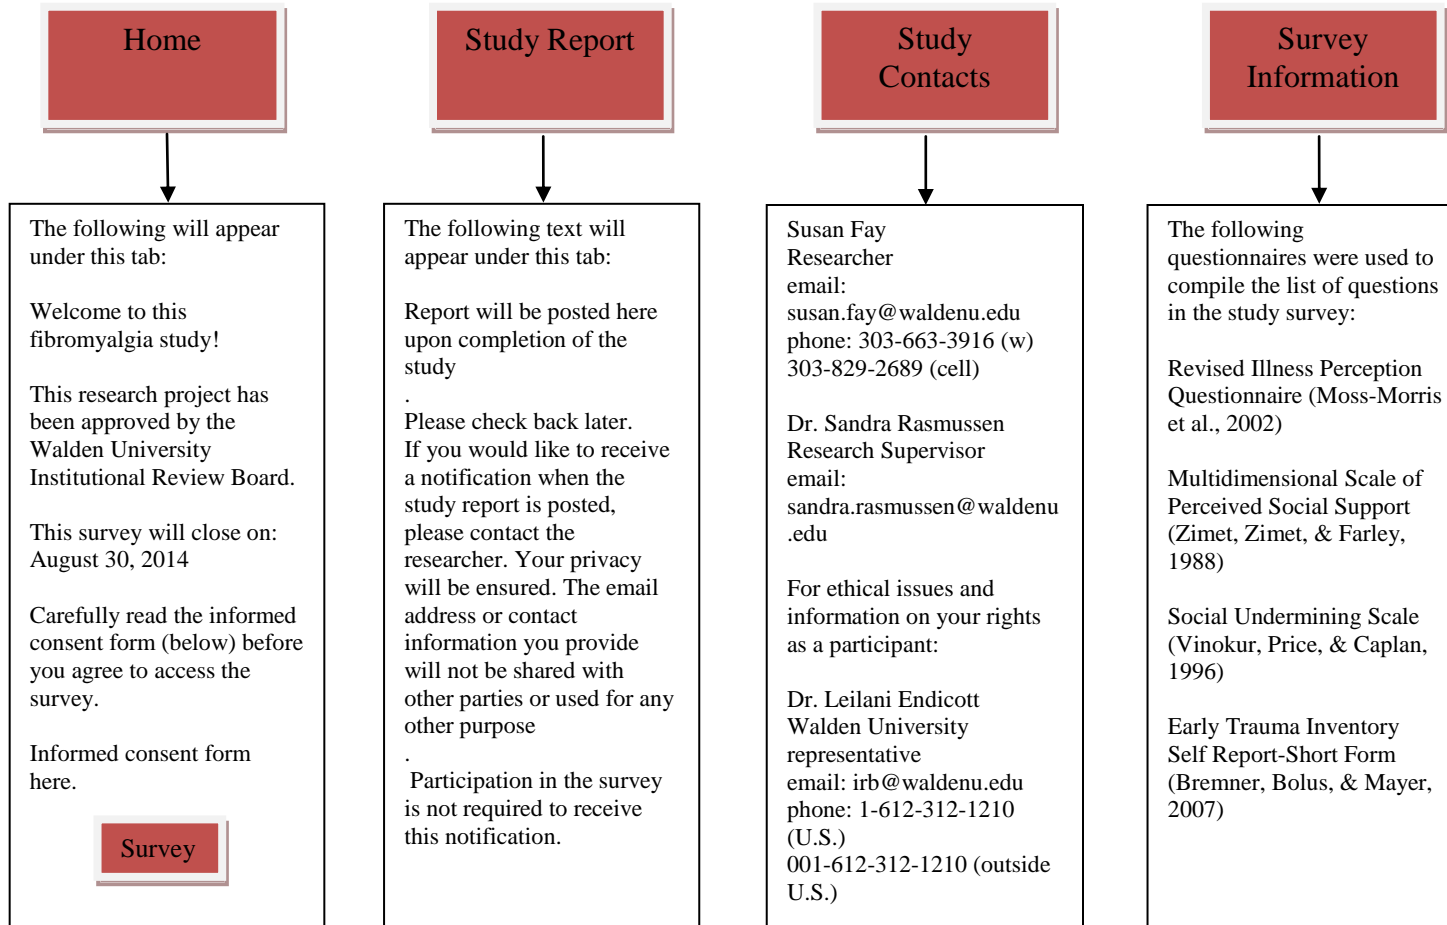 Home
The following will appear
under this tab:
Welcome to this
fibromyalgia study!
This research project has
been approved by the
Walden University
Institutional Review Board.
This survey will close on:
August 30, 2014
Carefully read the informed
consent form (below) before
you agree to access the
survey.
Informed consent form
here.
Survey
Study Report
The following text will
appear under this tab:
Report will be posted here
upon completion of the
study
.
Please check back later.
If you would like to receive
a notification when the
study report is posted,
please contact the
researcher. Your privacy
will be ensured. The email
address or contact
information you provide
will not be shared with
other parties or used for any
other purpose
.
Participation in the survey
is not required to receive
this notification.
Study
Contacts
Susan Fay
Researcher
email:
susan.fay@waldenu.edu
phone: 303-663-3916 (w)
303-829-2689 (cell)
Dr. Sandra Rasmussen
Research Supervisor
email:
sandra.rasmussen@waldenu
.edu
For ethical issues and
information on your rights
as a participant:
Dr. Leilani Endicott
Walden University
representative
email: irb@waldenu.edu
phone: 1-612-312-1210
(U.S.)
001-612-312-1210 (outside
U.S.)
Survey
Information
The following
questionnaires were used to
compile the list of questions
in the study survey:
Revised Illness Perception
Questionnaire (Moss-Morris
et al., 2002)
Multidimensional Scale of
Perceived Social Support
(Zimet, Zimet, & Farley,
1988)
Social Undermining Scale
(Vinokur, Price, & Caplan,
1996)
Early Trauma Inventory
Self Report-Short Form
(Bremner, Bolus, & Mayer,
2007)